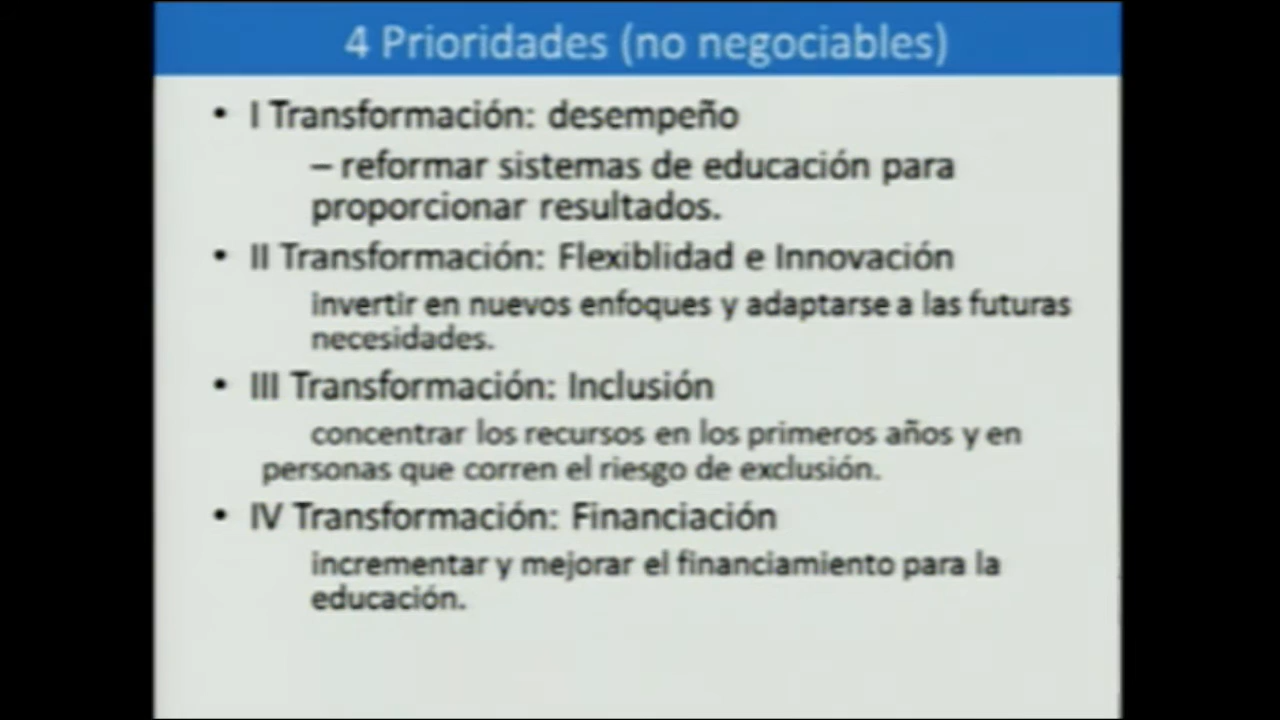 4 Prioridades (no negociables)
• I Transformación: desempeño
– reformar sistemas de educación para
proporcionar resultados.
• II Transformación: Flexiblidad e Innovación
invertir en nuevos enfoques y adaptarse a las futuras
necesidades.
• III Transformación: Inclusión
concentrar los recursos en los primeros años y en
personas que corren el riesgo de exclusión.
• IV Transformación: Financiación
incrementar y mejorar el financiamiento para la
educación.